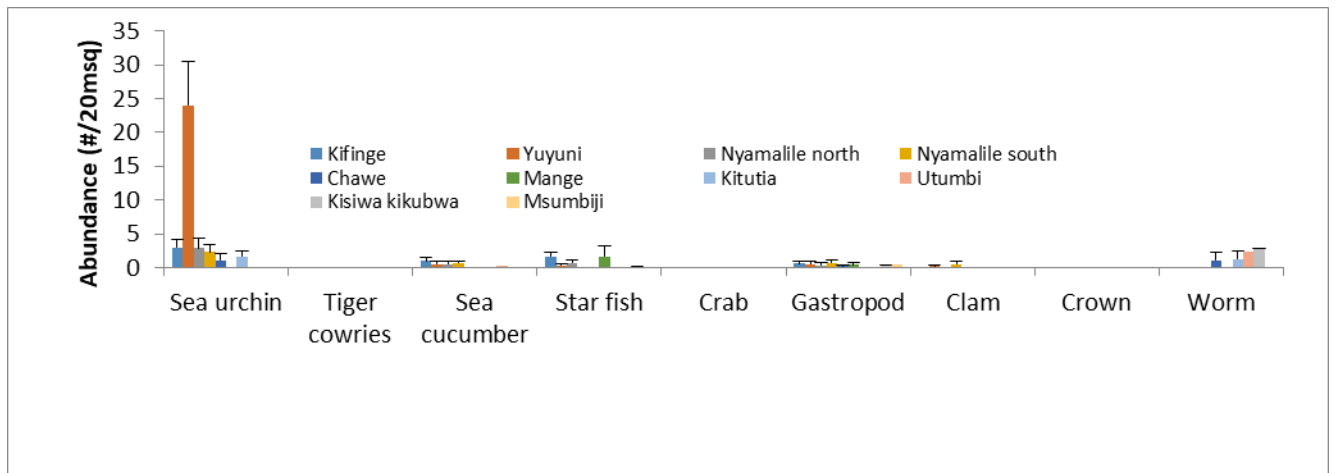 Abundance (#/20msq)
35
30
25
20
15
10
5
0
Kifinge Yuyuni Nyamalile north Nyamalile south
Chawe Mange Kitutia Utumbi
Kisiwa kikubwa Msumbiji
Sea urchin Tiger Sea Star fish Crab Gastropod Clam Crown Worm
cowries cucumber